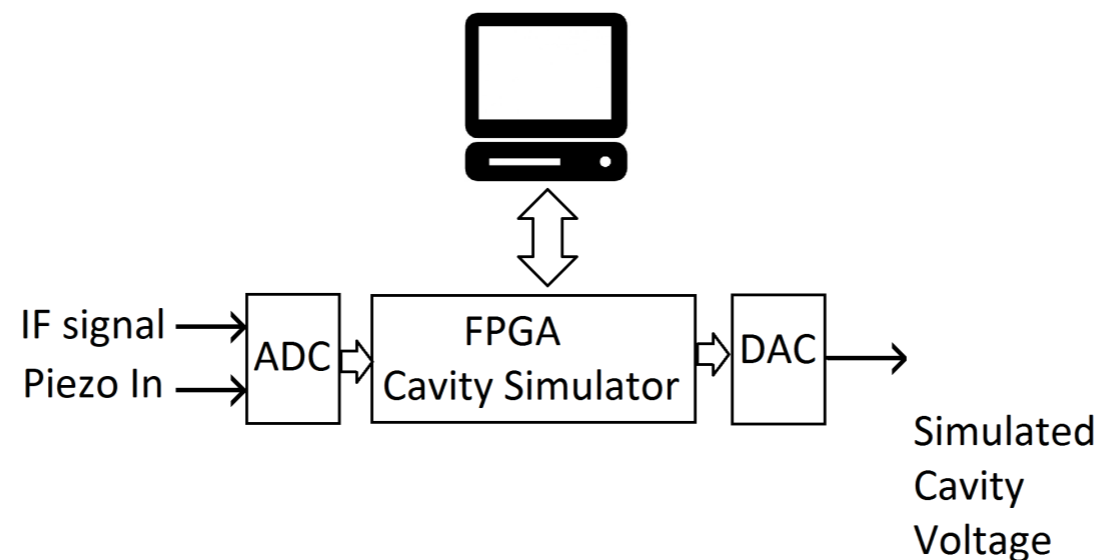 IF signal
Piezo In
ADC
FPGA
Cavity Simulator
DAC
Simulated
Cavity
Voltage